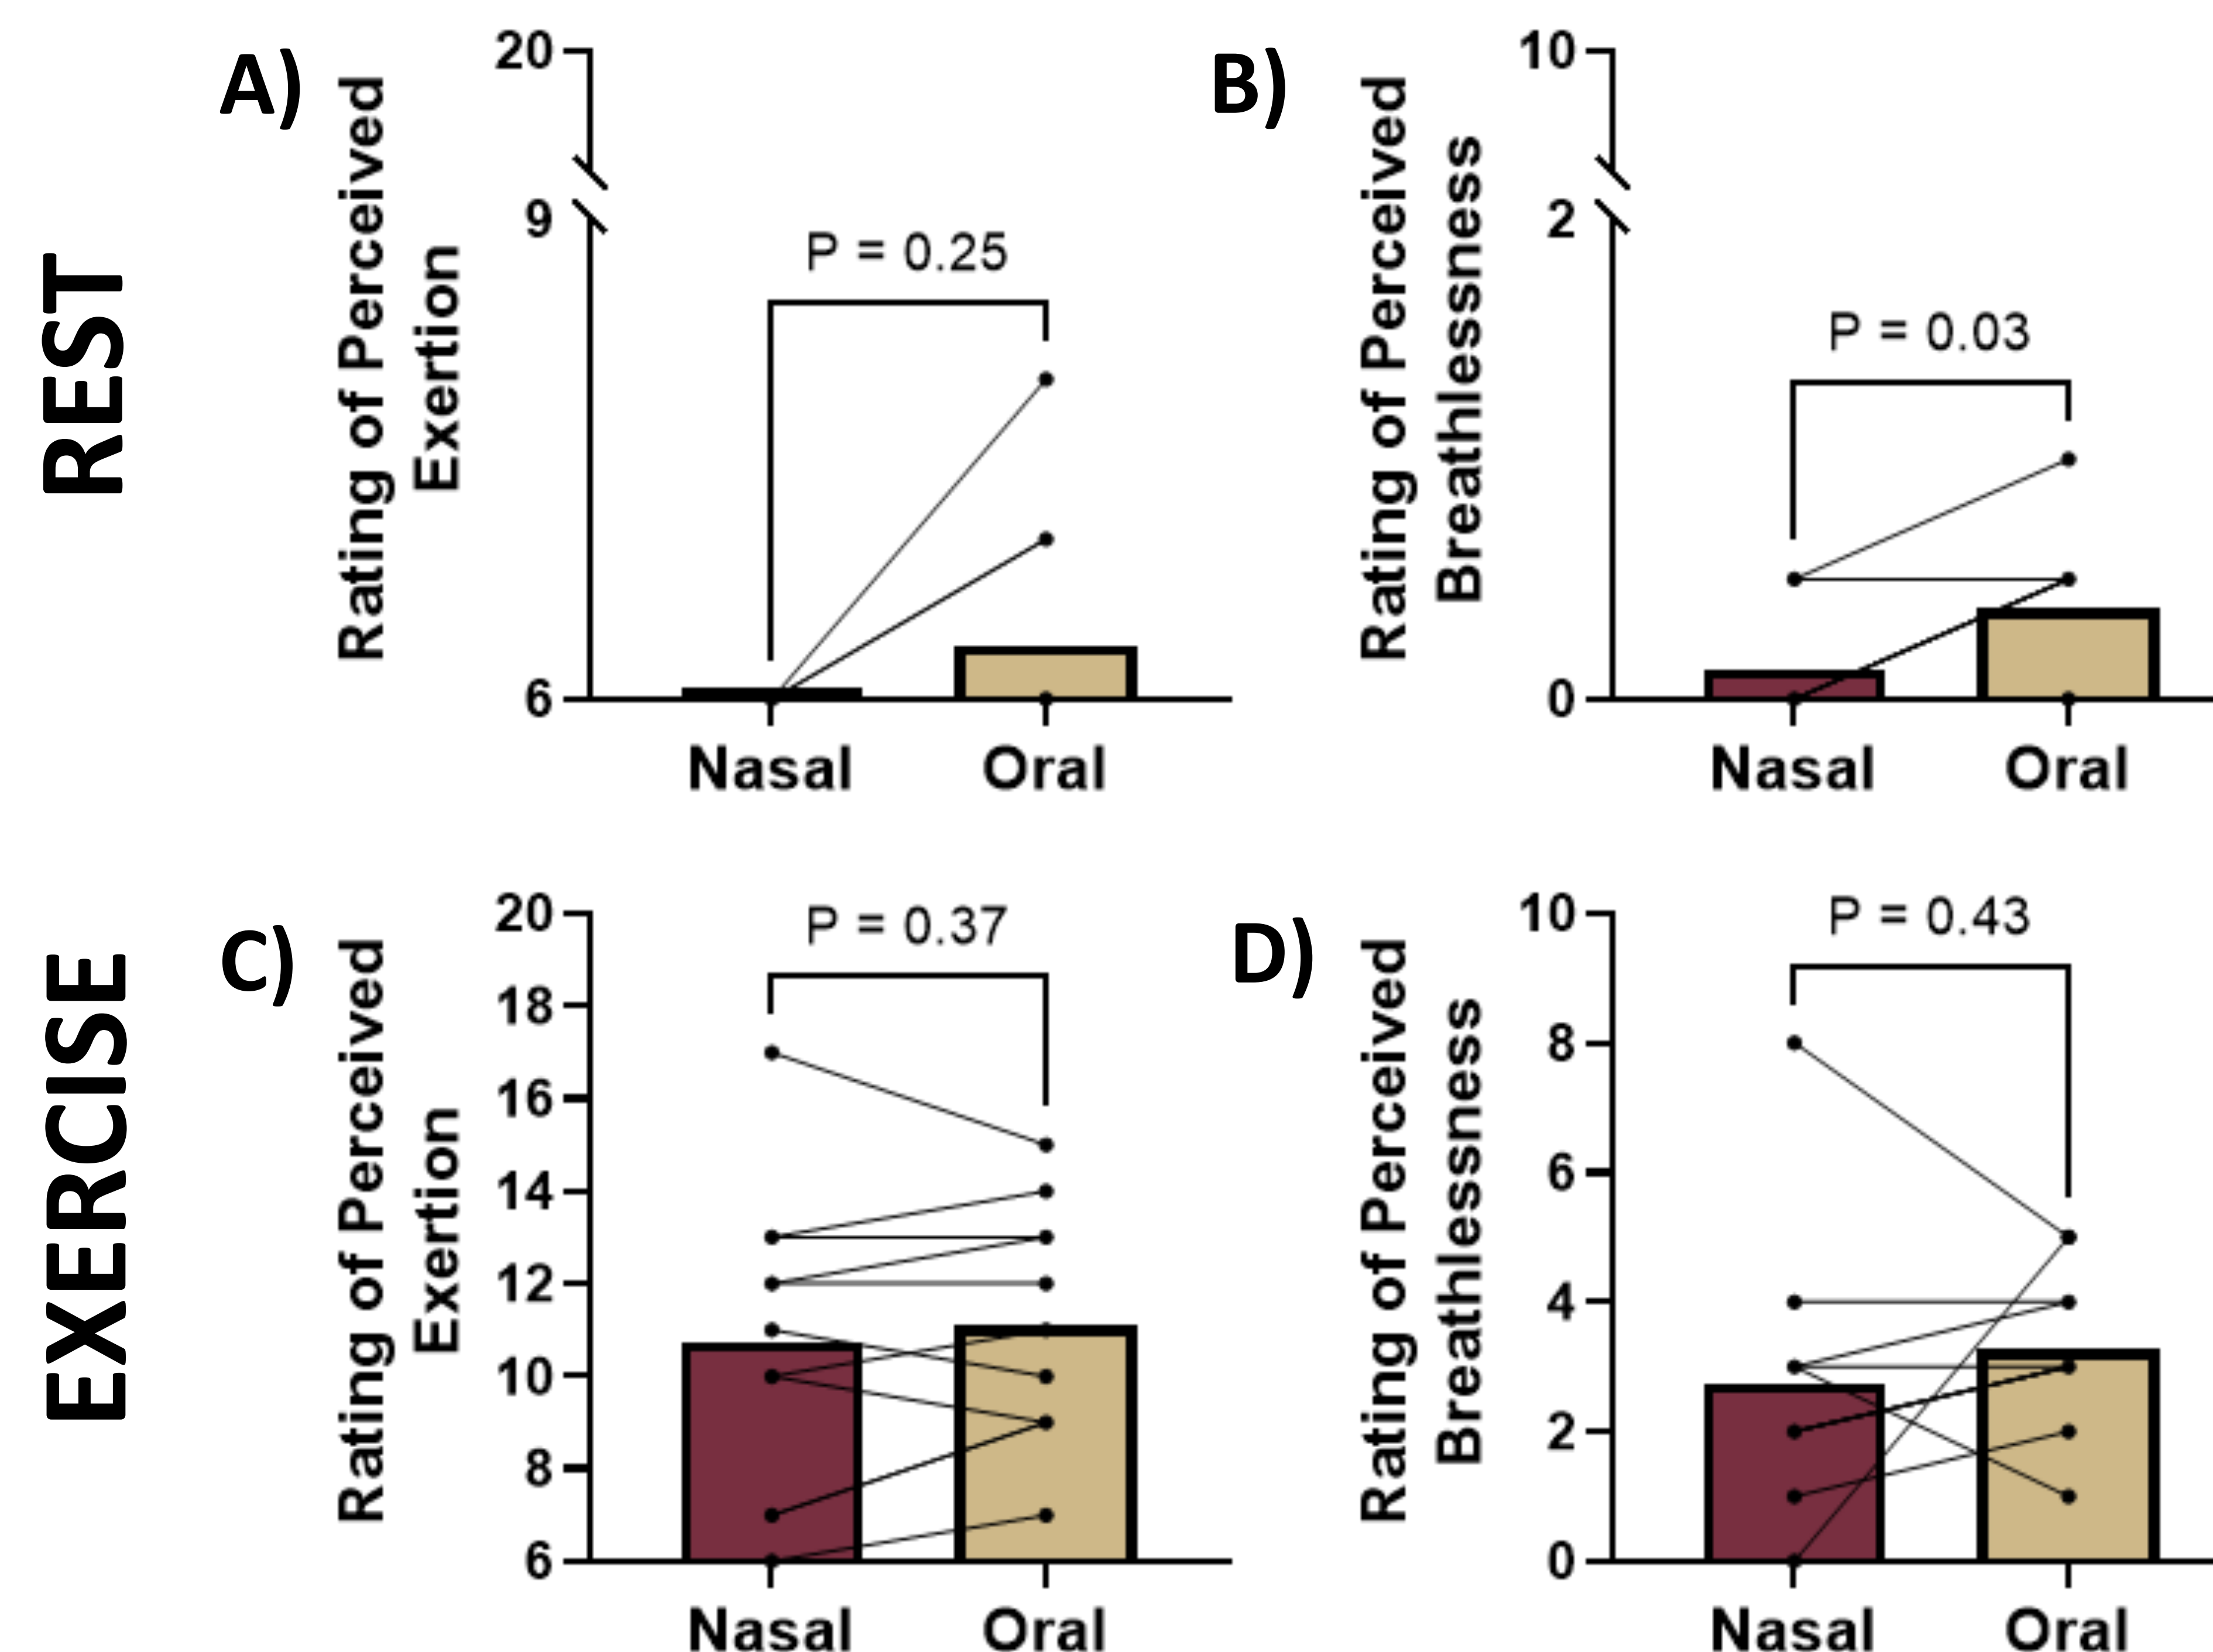 REST
A)
Rating of Perceived
Exertion
20
9
6
P = 0.25
Nasal Oral
B)
Rating of Perceived
Breathlessness
10
2
0
P = 0.03
Nasal Oral
EXERCISE
C)
Rating of Perceived
Exertion
20
18
16
14
12
10
8
6
P = 0.37
Nasal Oral
D)
Rating of Perceived
Breathlessness
10
8
6
4
2
0
P = 0.43
Nasal Oral